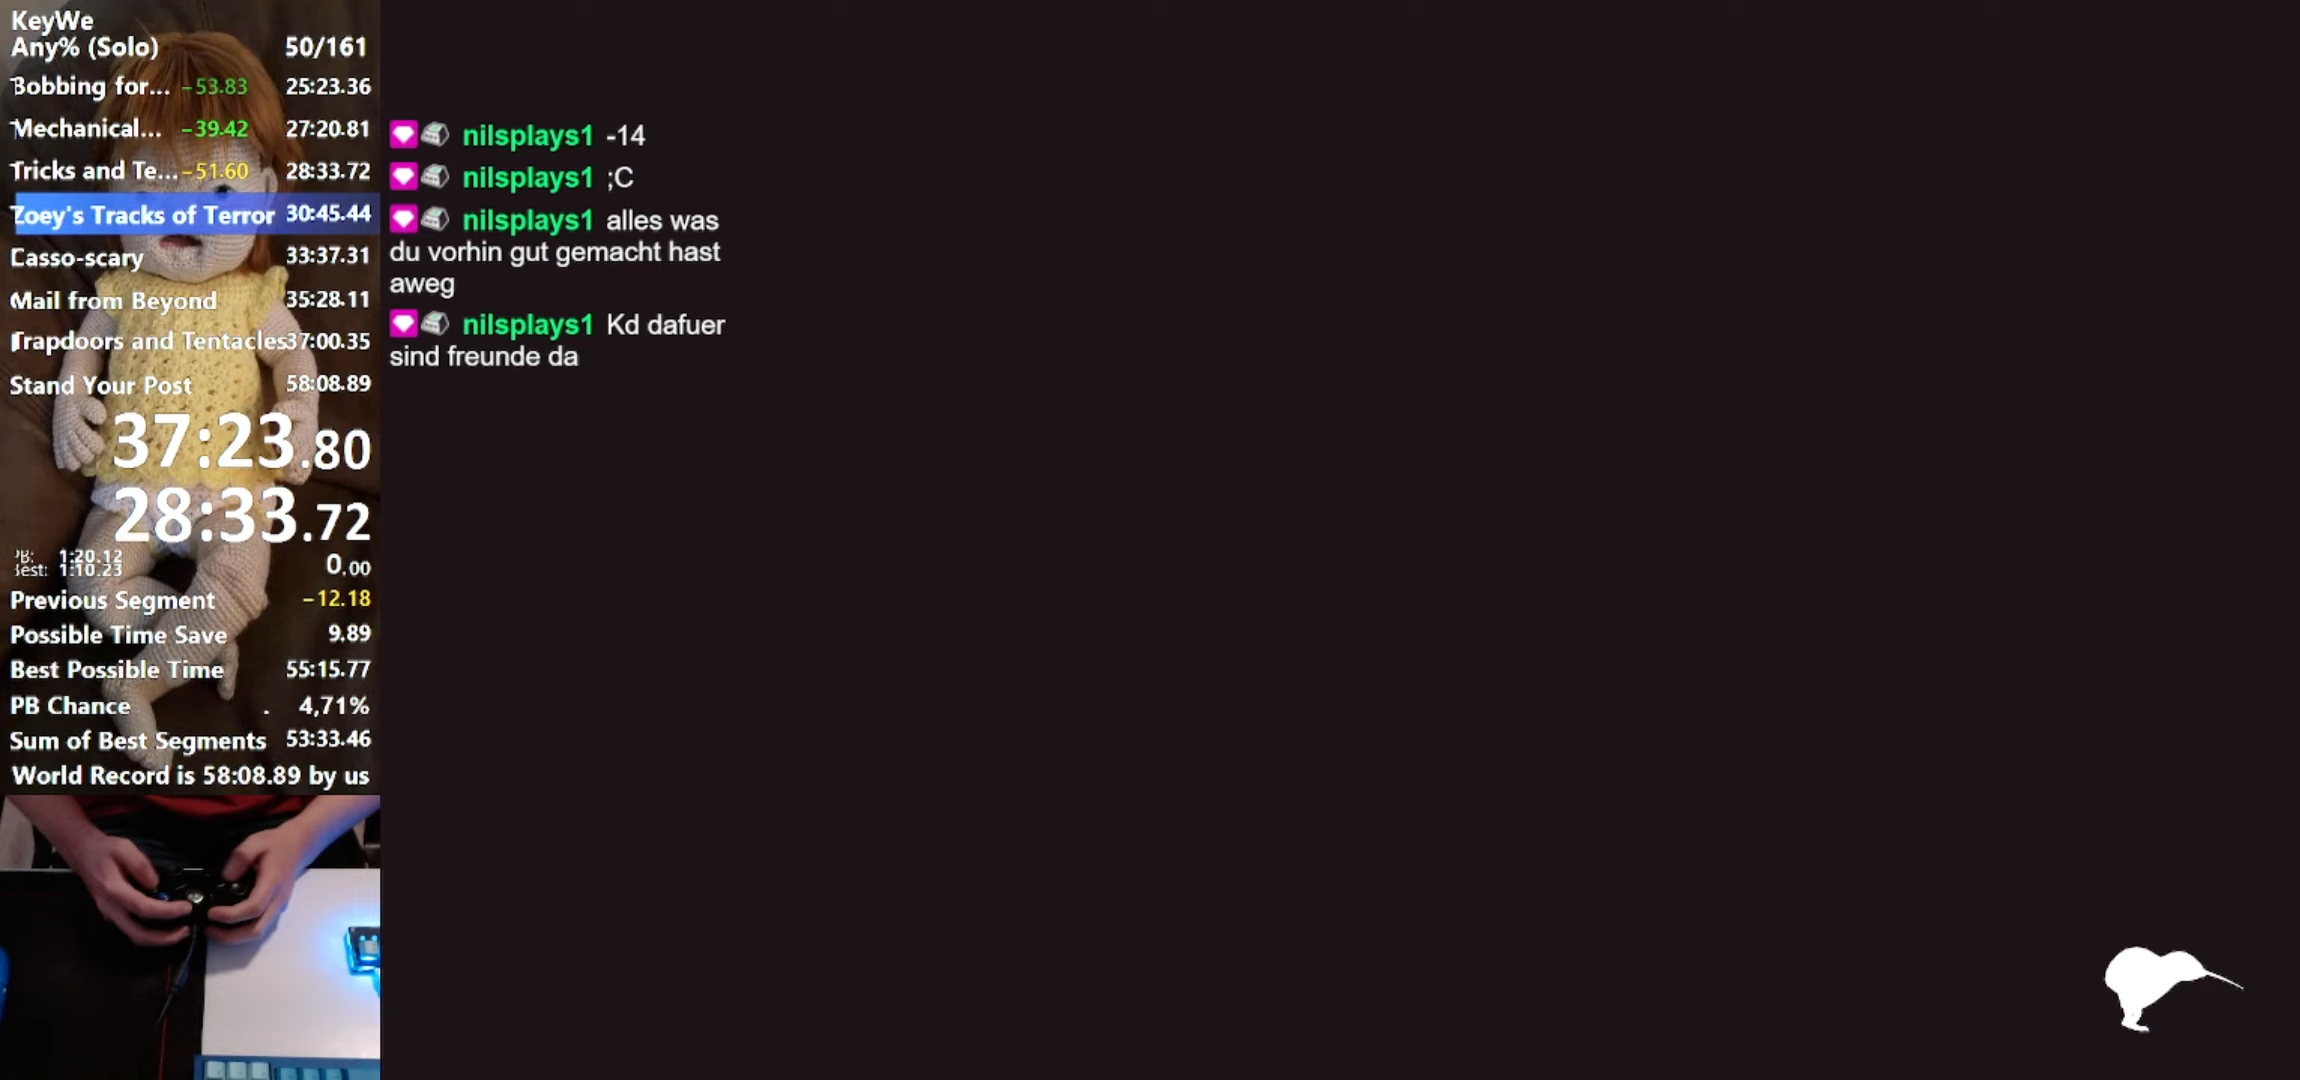 KeyWe
Any% (Solo) 50/161
Bobbing for... -53.83 25:23.36
Mechanical... -39.42 27:20.81
Tricks and Te... -51.60 28:33.72
Zoey's Tracks of Terror 30:45.44
Casso-scary 33:37.31
Mail from Beyond 35:28.11
Trapdoors and Tentacles 37:00.35
Stand Your Post 58:08.89
37:23.80
28:33.72
PB: 1:20.12
Best: 1:10.23 0.00
Previous Segment -12.18
Possible Time Save 9.89
Best Possible Time 55:15.77
PB Chance . 4,71%
Sum of Best Segments 53:33.46
World Record is 58:08.89 by us
nilsplays1 -14
nilsplays1 ;C
nilsplays1 alles was
du vorhin gut gemacht hast
aweg
nilsplays1 Kd dafuer
sind freunde da